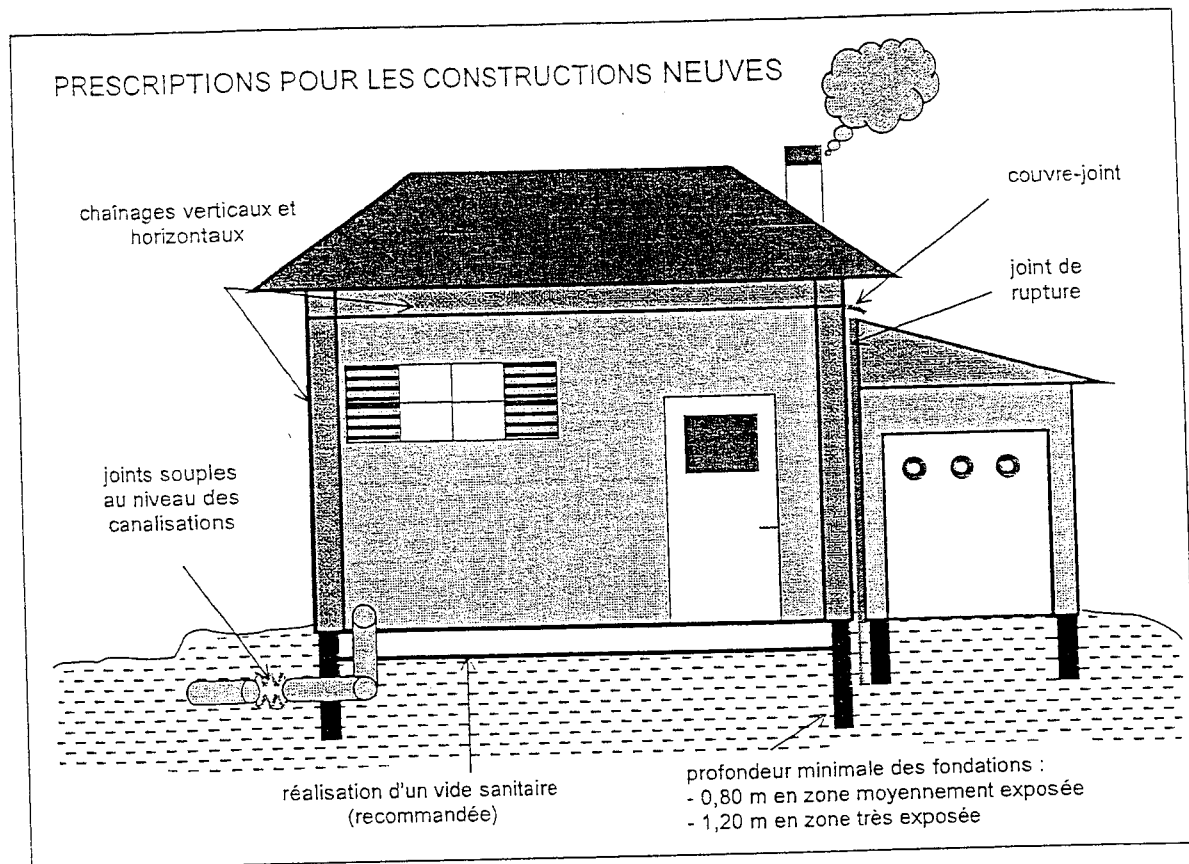 PRESCRIPTIONS POUR LES CONSTRUCTIONS NEUVES
chaînages verticaux et
horizontaux
couvre-joint
joint de
rupture
joints souples
au niveau des
canalisations
réalisation d'un vide sanitaire
(recommandée)
profondeur minimale des fondations :
- 0,80 m en zone moyennement exposée
- 1,20 m en zone très exposée